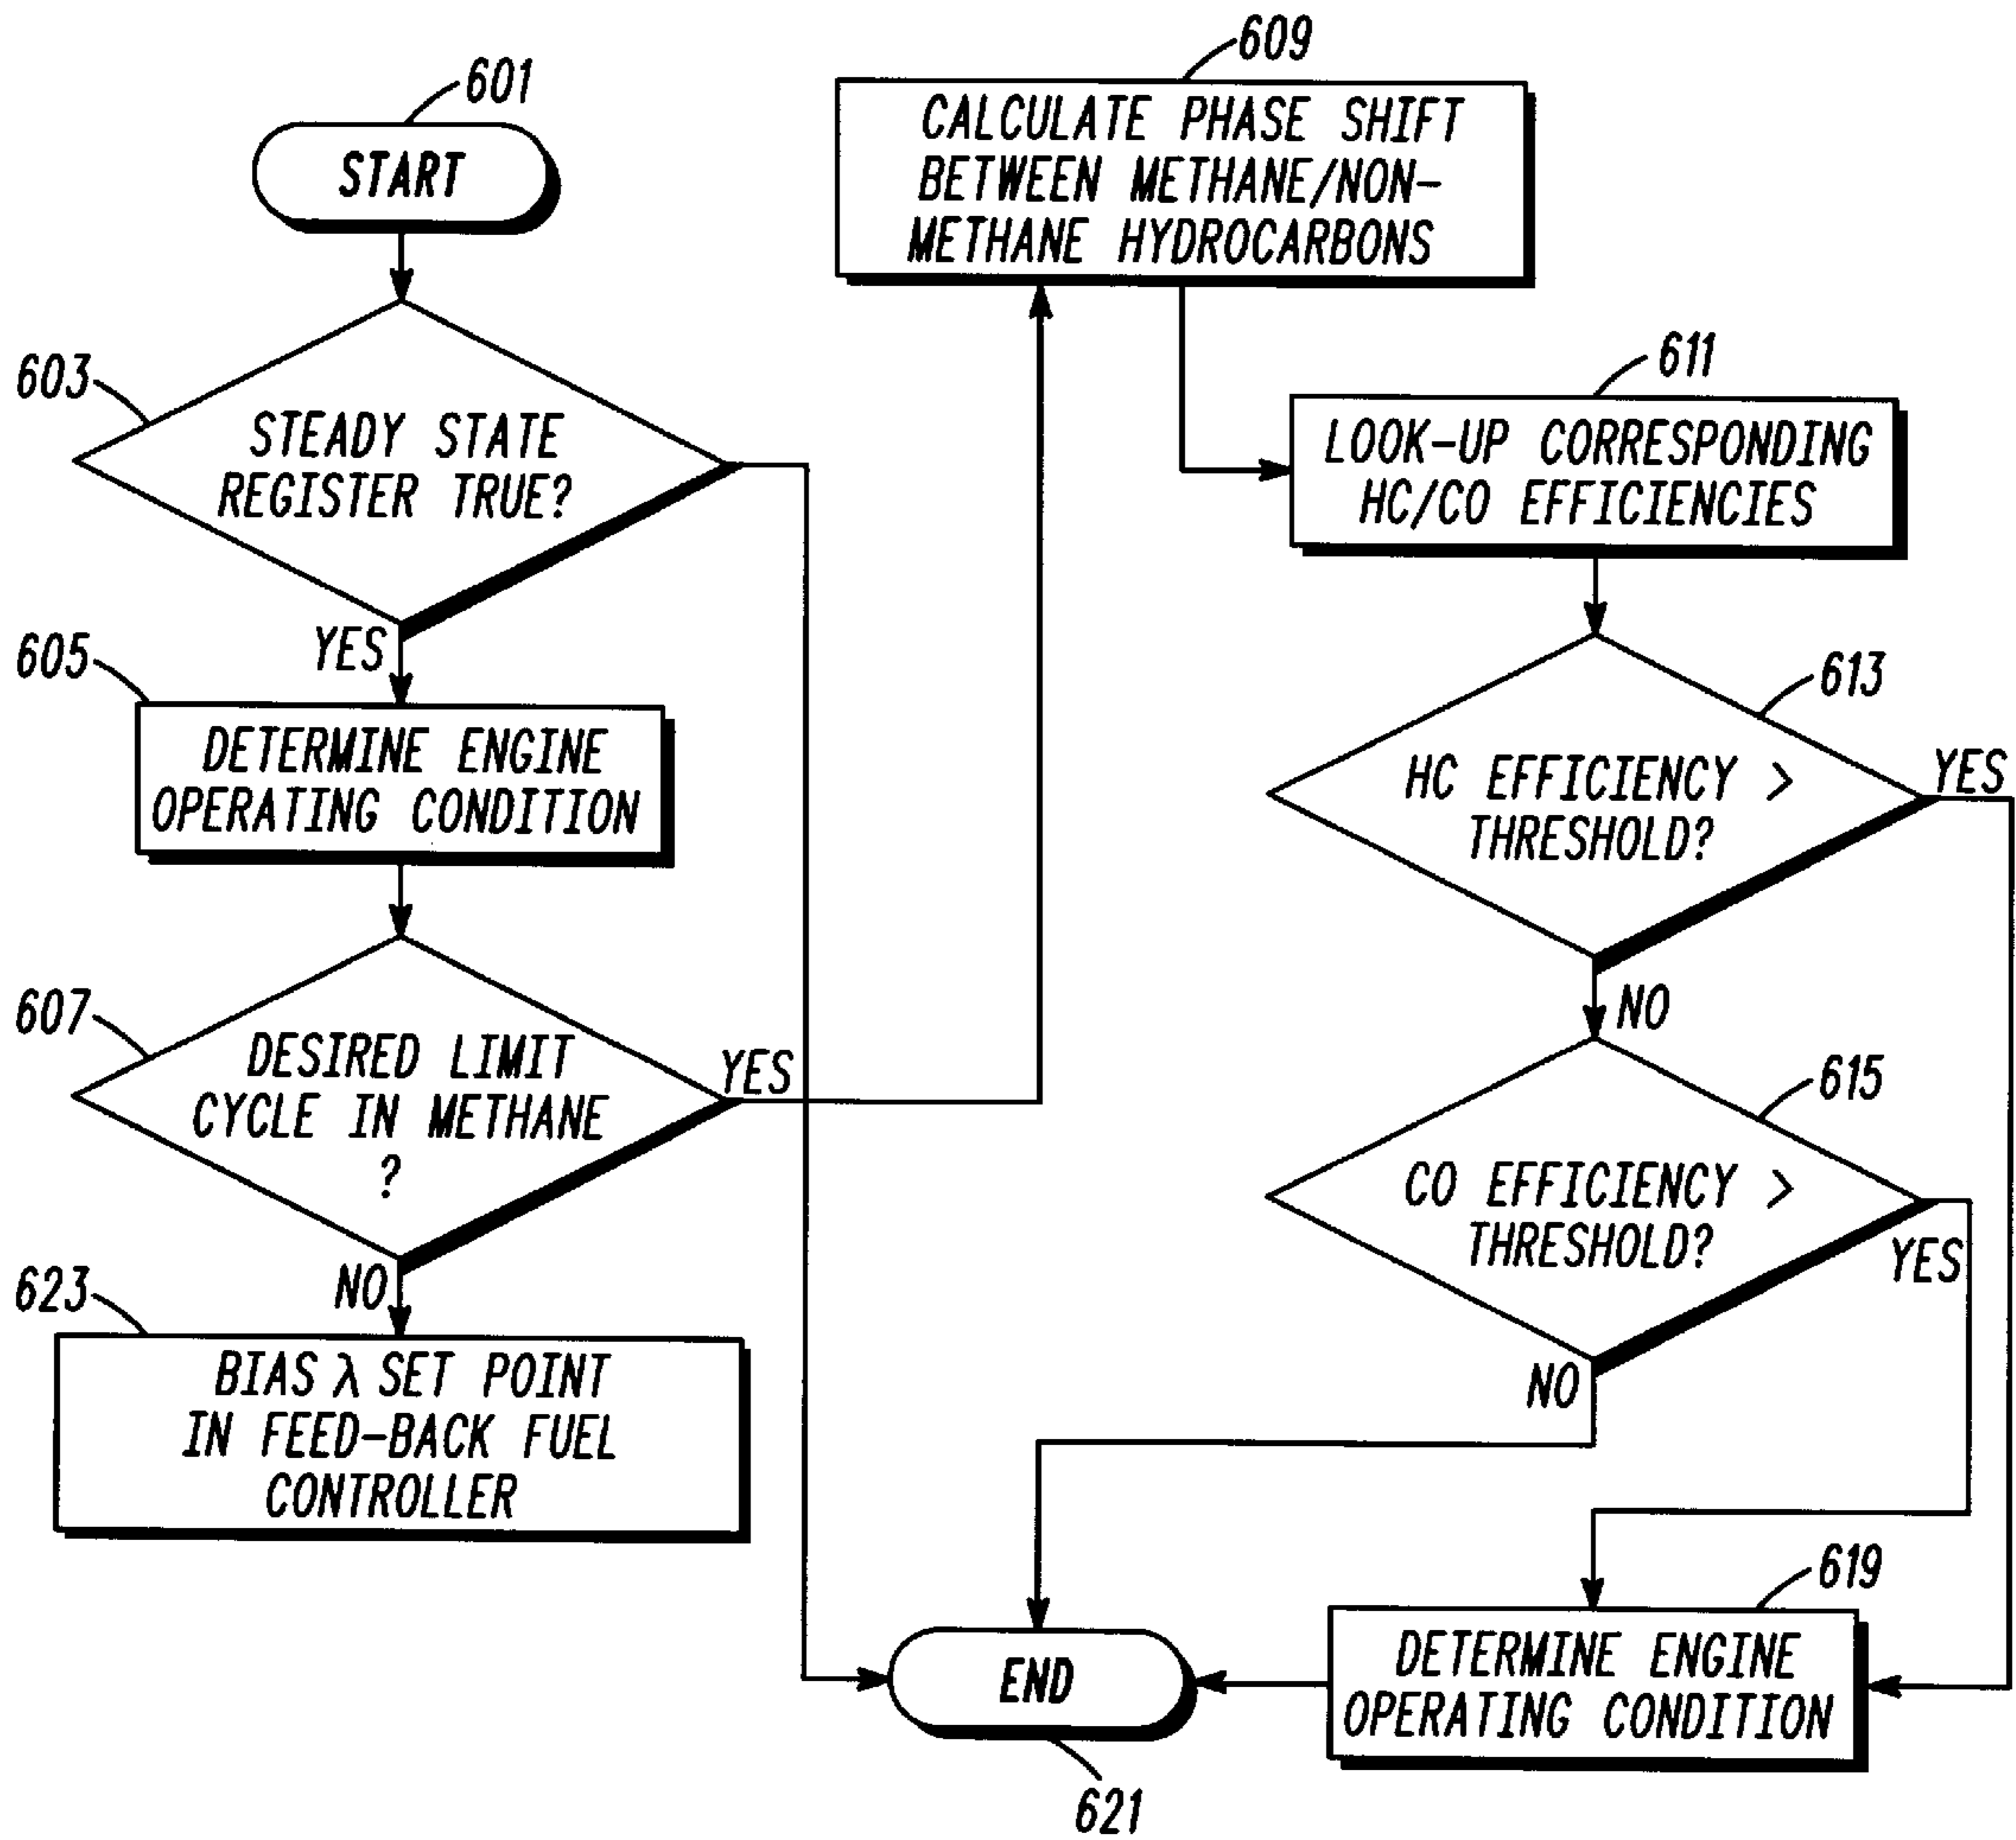 601
START
603
STEADY STATE
REGISTER TRUE?
YES
605
DETERMINE ENGINE
OPERATING CONDITION
607
DESIRED LIMIT
CYCLE IN METHANE
?
YES
NO
623
BIAS λ SET POINT
IN FEED-BACK FUEL
CONTROLLER
609
CALCULATE PHASE SHIFT
BETWEEN METHANE/NON-
METHANE HYDROCARBONS
611
LOOK-UP CORRESPONDING
HC/CO EFFICIENCIES
613
HC EFFICIENCY >
THRESHOLD?
YES
NO
615
CO EFFICIENCY >
THRESHOLD?
YES
NO
619
DETERMINE ENGINE
OPERATING CONDITION
END
621